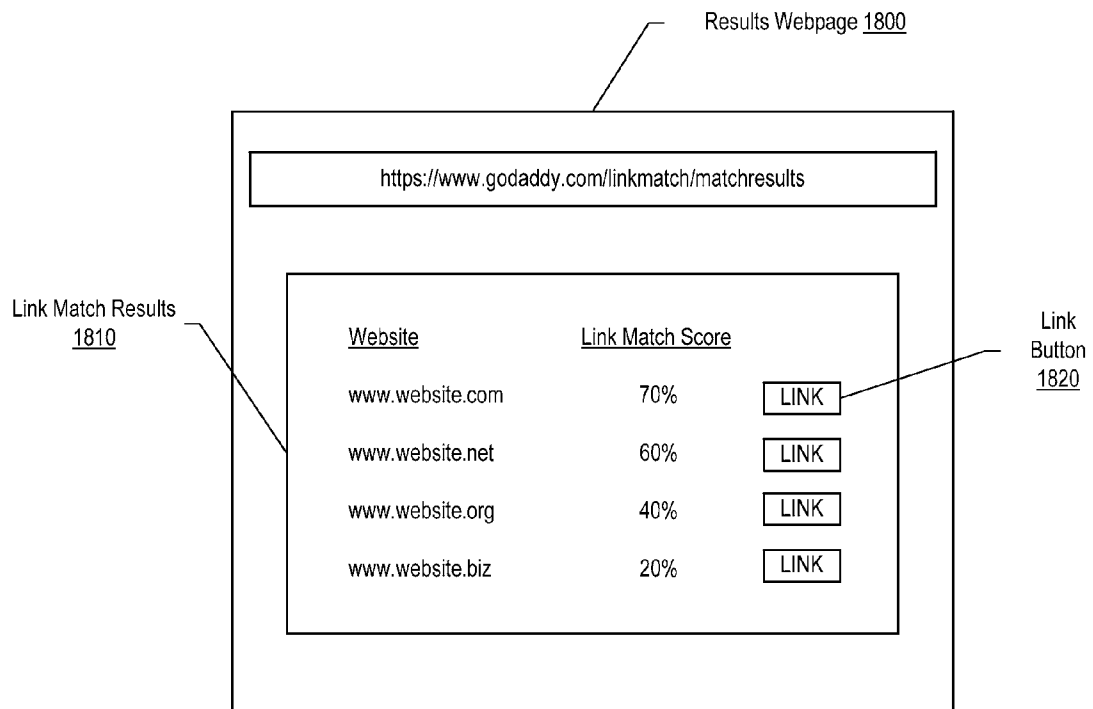 Results Webpage 1800
https://www.godaddy.com/linkmatch/matchresults
Link Match Results
1810
Website Link Match Score
www.website.com 70% LINK
www.website.net 60% LINK
www.website.org 40% LINK
www.website.biz 20% LINK
Link
Button
1820